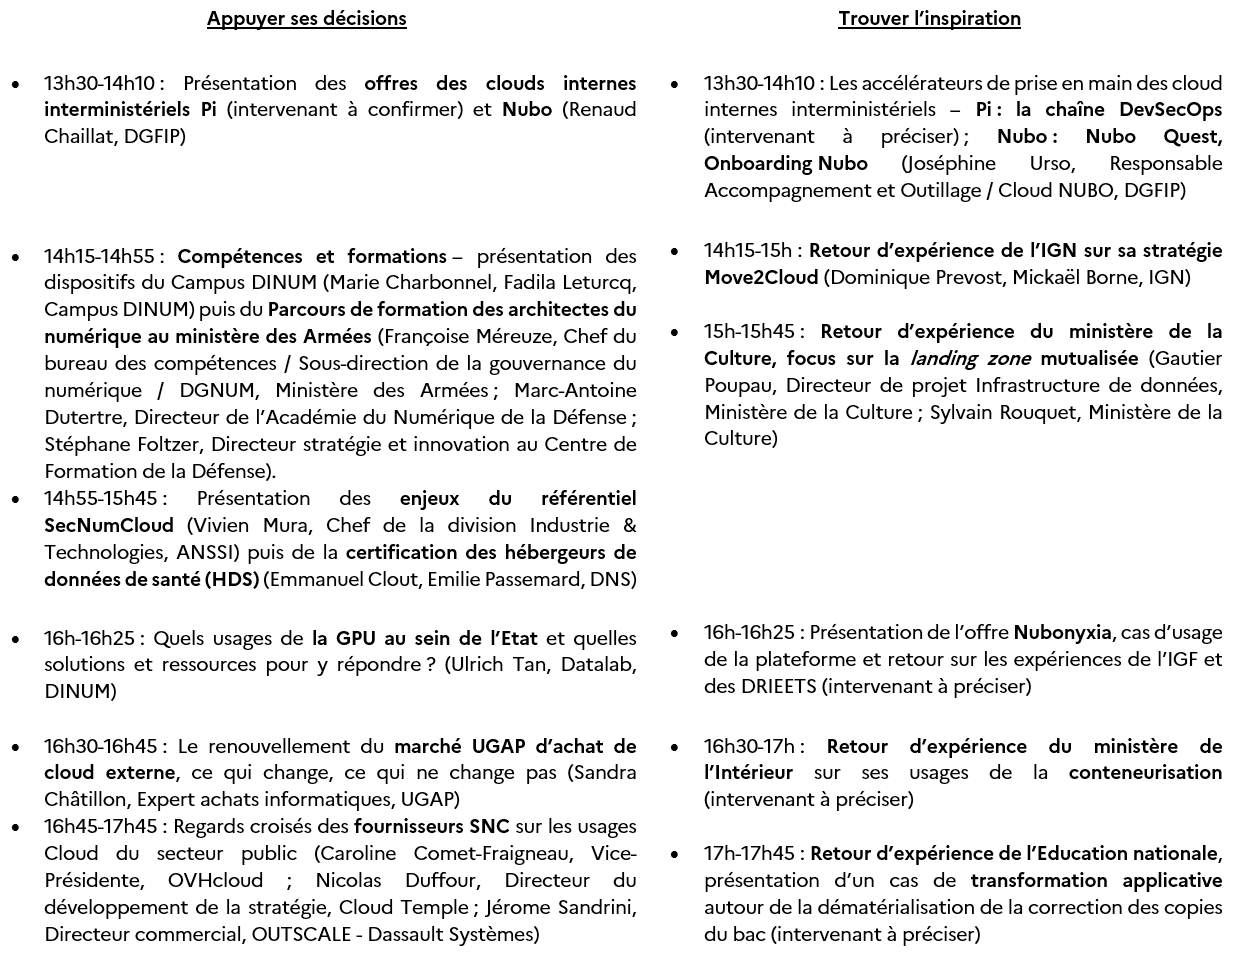 Appuyer ses décisions
• 13h30-14h10 : Présentation des offres des clouds internes
interministériels Pi (intervenant à confirmer) et Nubo (Renaud
Chaillat, DGFIP)
• 14h15-14h55 : Compétences et formations – présentation des
dispositifs du Campus DINUM (Marie Charbonnel, Fadila Leturcq,
Campus DINUM) puis du Parcours de formation des architectes du
numérique au ministère des Armées (Françoise Méreuze, Chef du
bureau des compétences / Sous-direction de la gouvernance du
numérique / DGNUM, Ministère des Armées ; Marc-Antoine
Dutertre, Directeur de l’Académie du Numérique de la Défense ;
Stéphane Foltzer, Directeur stratégie et innovation au Centre de
Formation de la Défense).
• 14h55-15h45 : Présentation des enjeux du référentiel
SecNumCloud (Vivien Mura, Chef de la division Industrie &
Technologies, ANSSI) puis de la certification des hébergeurs de
données de santé (HDS) (Emmanuel Clout, Emilie Passemard, DNS)
• 16h-16h25 : Quels usages de la GPU au sein de l’Etat et quelles
solutions et ressources pour y répondre ? (Ulrich Tan, Datalab,
DINUM)
• 16h30-16h45 : Le renouvellement du marché UGAP d’achat de
cloud externe, ce qui change, ce qui ne change pas (Sandra
Châtillon, Expert achats informatiques, UGAP)
• 16h45-17h45 : Regards croisés des fournisseurs SNC sur les usages
Cloud du secteur public (Caroline Comet-Fraigneau, Vice-
Présidente, OVHcloud ; Nicolas Duffour, Directeur du
développement de la stratégie, Cloud Temple ; Jérome Sandrini,
Directeur commercial, OUTSCALE - Dassault Systèmes)
Trouver l’inspiration
• 13h30-14h10 : Les accélérateurs de prise en main des cloud
internes interministériels – Pi : la chaîne DevSecOps
(intervenant à préciser) ; Nubo : Nubo Quest,
Onboarding Nubo (Joséphine Urso, Responsable
Accompagnement et Outillage / Cloud NUBO, DGFIP)
• 14h15-15h : Retour d’expérience de l’IGN sur sa stratégie
Move2Cloud (Dominique Prevost, Mickaël Borne, IGN)
• 15h-15h45 : Retour d’expérience du ministère de la
Culture, focus sur la landing zone mutualisée (Gautier
Poupau, Directeur de projet Infrastructure de données,
Ministère de la Culture ; Sylvain Rouquet, Ministère de la
Culture)
• 16h-16h25 : Présentation de l’offre Nubonyxia, cas d’usage
de la plateforme et retour sur les expériences de l’IGF et
des DRIEETS (intervenant à préciser)
• 16h30-17h : Retour d’expérience du ministère de
l’Intérieur sur ses usages de la conteneurisation
(intervenant à préciser)
• 17h-17h45 : Retour d’expérience de l’Education nationale,
présentation d’un cas de transformation applicative
autour de la dématérialisation de la correction des copies
du bac (intervenant à préciser)